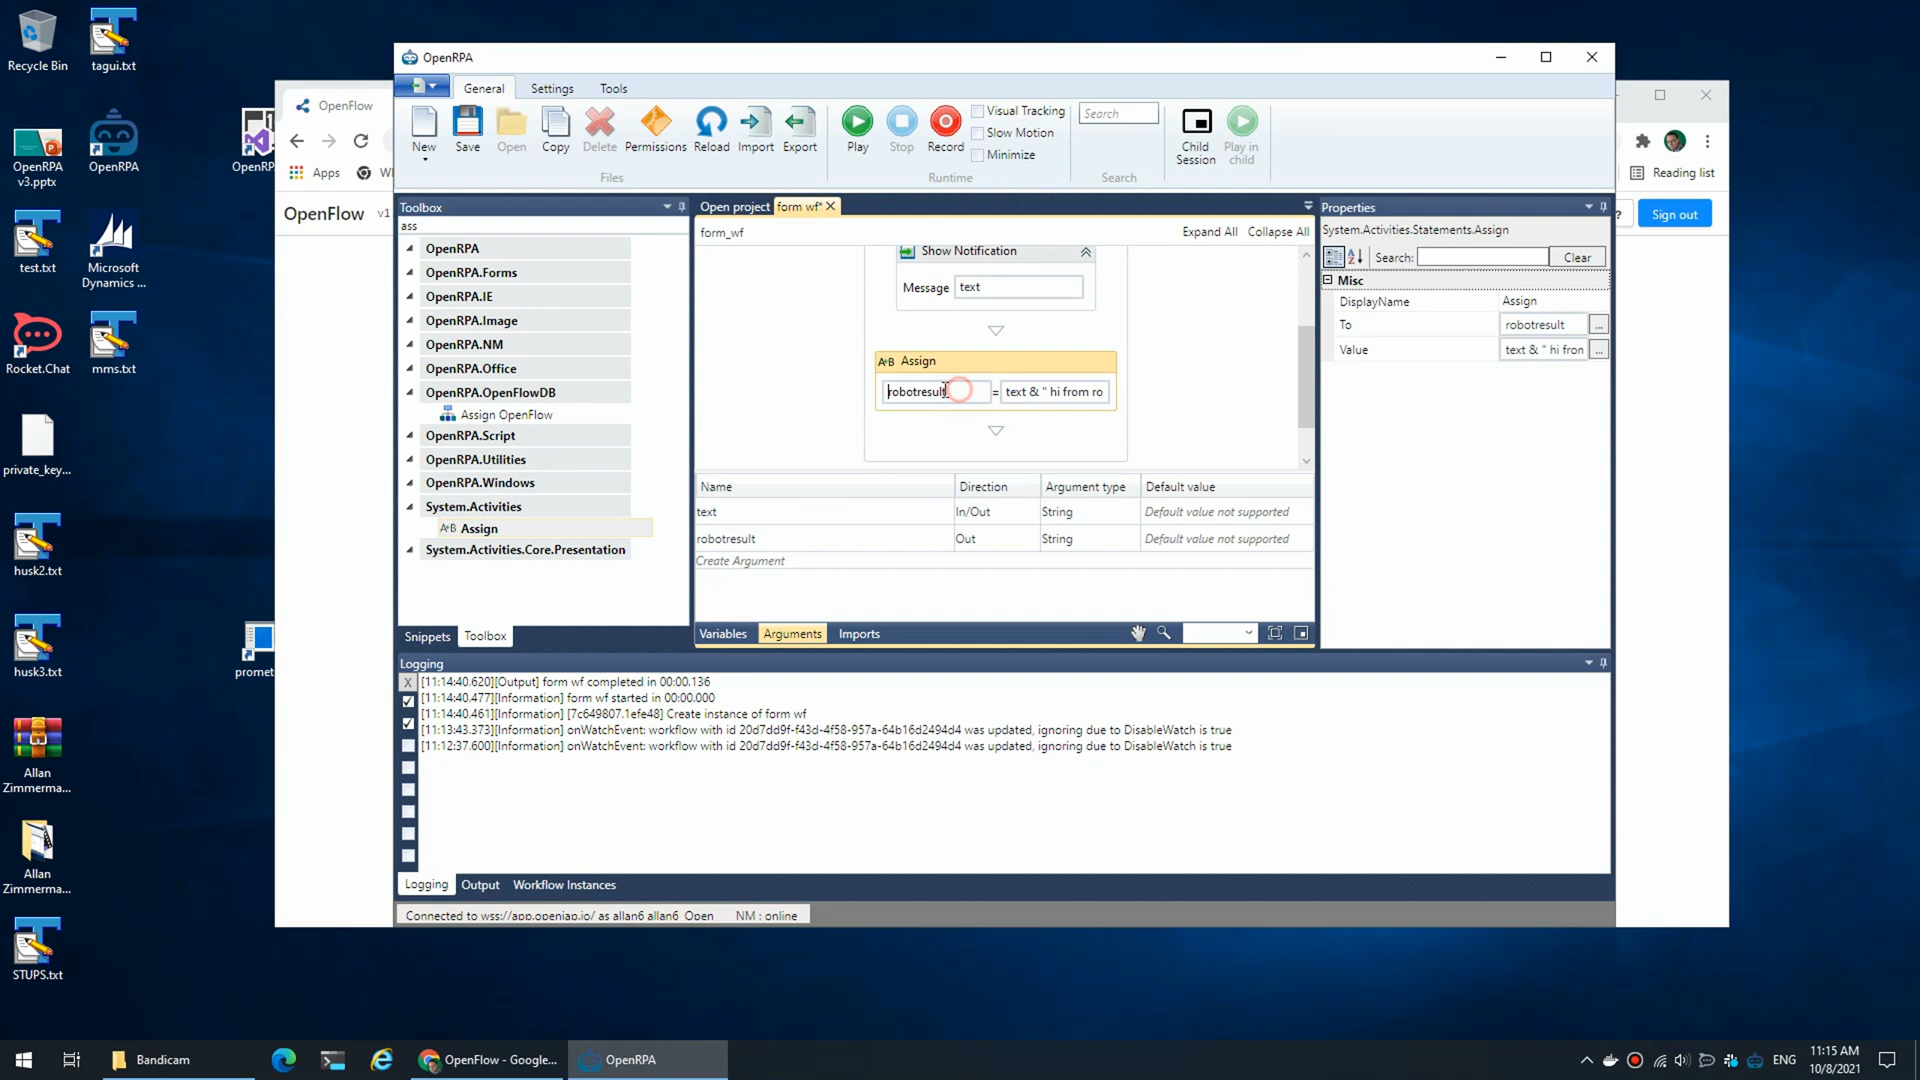 Recycle Bin
tagui.txt
OpenRPA
v3.pptx
OpenRPA
test.txt
Microsoft
Dynamics ...
Rocket.Chat
mms.txt
private_key...
husk2.txt
husk3.txt
Allan
Zimmerma...
Allan
Zimmerma...
STUPS.txt
OpenRP
promet
OpenFlow
Apps
OpenFlow v1
Reading list
? Sign out
OpenRPA
General Settings Tools
New Save Open Copy Delete Permissions Reload Import Export
Files
Play Stop Record
Visual Tracking
Slow Motion
Minimize
Runtime
Search
Search
Child
Session
Play in
child
Toolbox
ass
OpenRPA
OpenRPA.Forms
OpenRPA.IE
OpenRPA.Image
OpenRPA.NM
OpenRPA.Office
OpenRPA.OpenFlowDB
Assign OpenFlow
OpenRPA.Script
OpenRPA.Utilities
OpenRPA.Windows
System.Activities
A+B Assign
System.Activities.Core.Presentation
Snippets Toolbox
Open project form wf*
form_wf Expand All Collapse All
Show Notification
Message text
A+B Assign
robotresult = text & " hi from ro
Name Direction Argument type Default value
text In/Out String Default value not supported
robotresult Out String Default value not supported
Create Argument
Variables Arguments Imports
Properties
System.Activities.Statements.Assign
Search: Clear
Misc
DisplayName Assign
To robotresult ...
Value text & " hi fron ...
Logging
X [11:14:40.620][Output] form wf completed in 00:00.136
[11:14:40.477][Information] form wf started in 00:00.000
[11:14:40.461][Information] [7c649807.1efe48] Create instance of form wf
[11:13:43.373][Information] onWatchEvent: workflow with id 20d7dd9f-f43d-4f58-957a-64b16d2494d4 was updated, ignoring due to DisableWatch is true
[11:12:37.600][Information] onWatchEvent: workflow with id 20d7dd9f-f43d-4f58-957a-64b16d2494d4 was updated, ignoring due to DisableWatch is true
Logging Output Workflow Instances
Connected to wss://app.openiap.io/ as allan6 allan6 Open NM : online
Bandicam
OpenFlow - Google...
OpenRPA
ENG
11:15 AM
10/8/2021